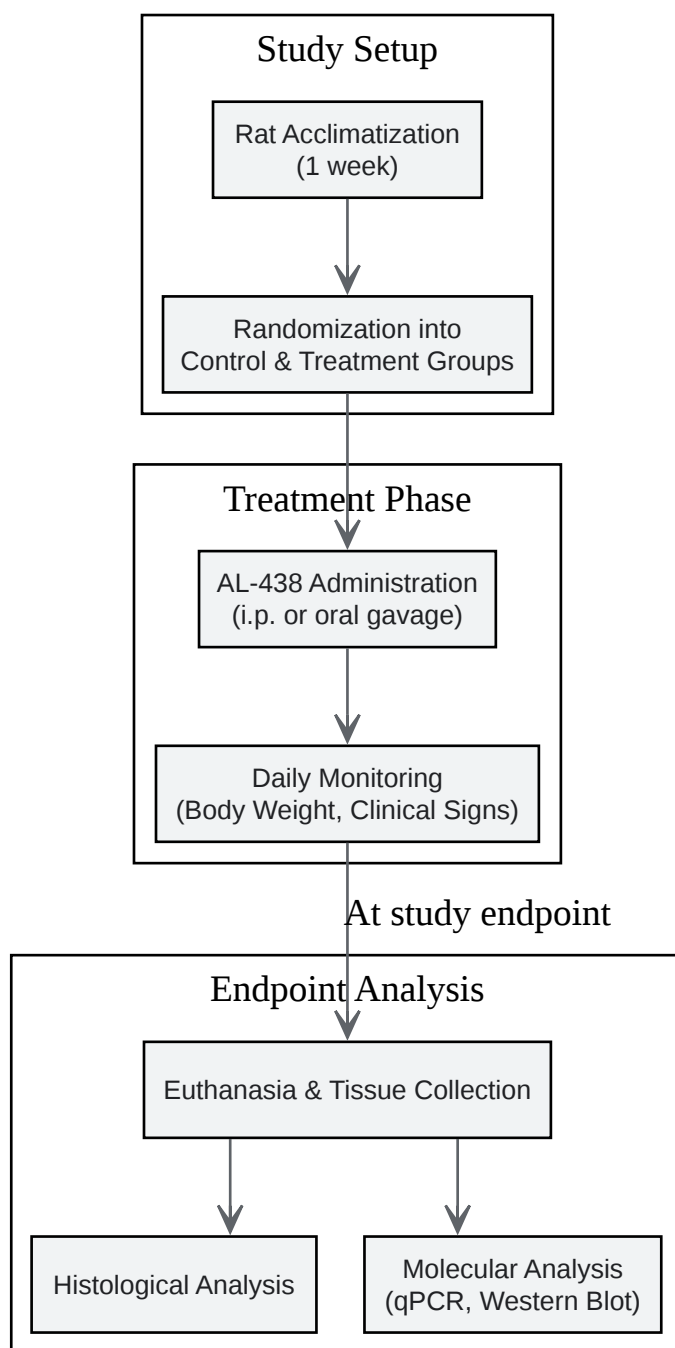 Study Setup
Rat Acclimatization
(1 week)
Randomization into
Control & Treatment Groups
Treatment Phase
AL-438 Administration
(i.p. or oral gavage)
Daily Monitoring
(Body Weight, Clinical Signs)
At study endpoint
Endpoint Analysis
Euthanasia & Tissue Collection
Histological Analysis
Molecular Analysis
(qPCR, Western Blot)